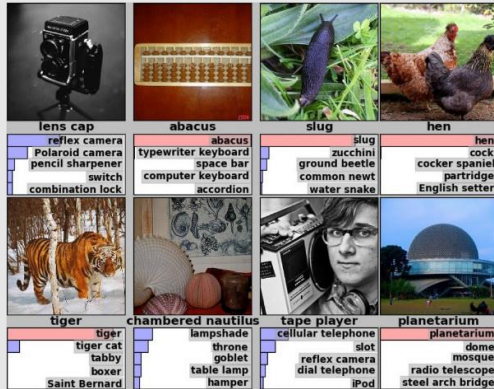 lens cap
reflex camera
Polaroid camera
pencil sharpener
switch
combination lock
abacus
abacus
typewriter keyboard
space bar
computer keyboard
accordion
slug
slug
zucchini
ground beetle
common newt
water snake
hen
hen
cock
cocker spaniel
partridge
English setter
tiger
tiger
tiger cat
tabby
boxer
Saint Bernard
chambered nautilus
lampshade
throne
goblet
table lamp
hamper
tape player
cellular telephone
slot
reflex camera
dial telephone
iPod
planetarium
planetarium
dome
mosque
radio telescope
steel arch bridge